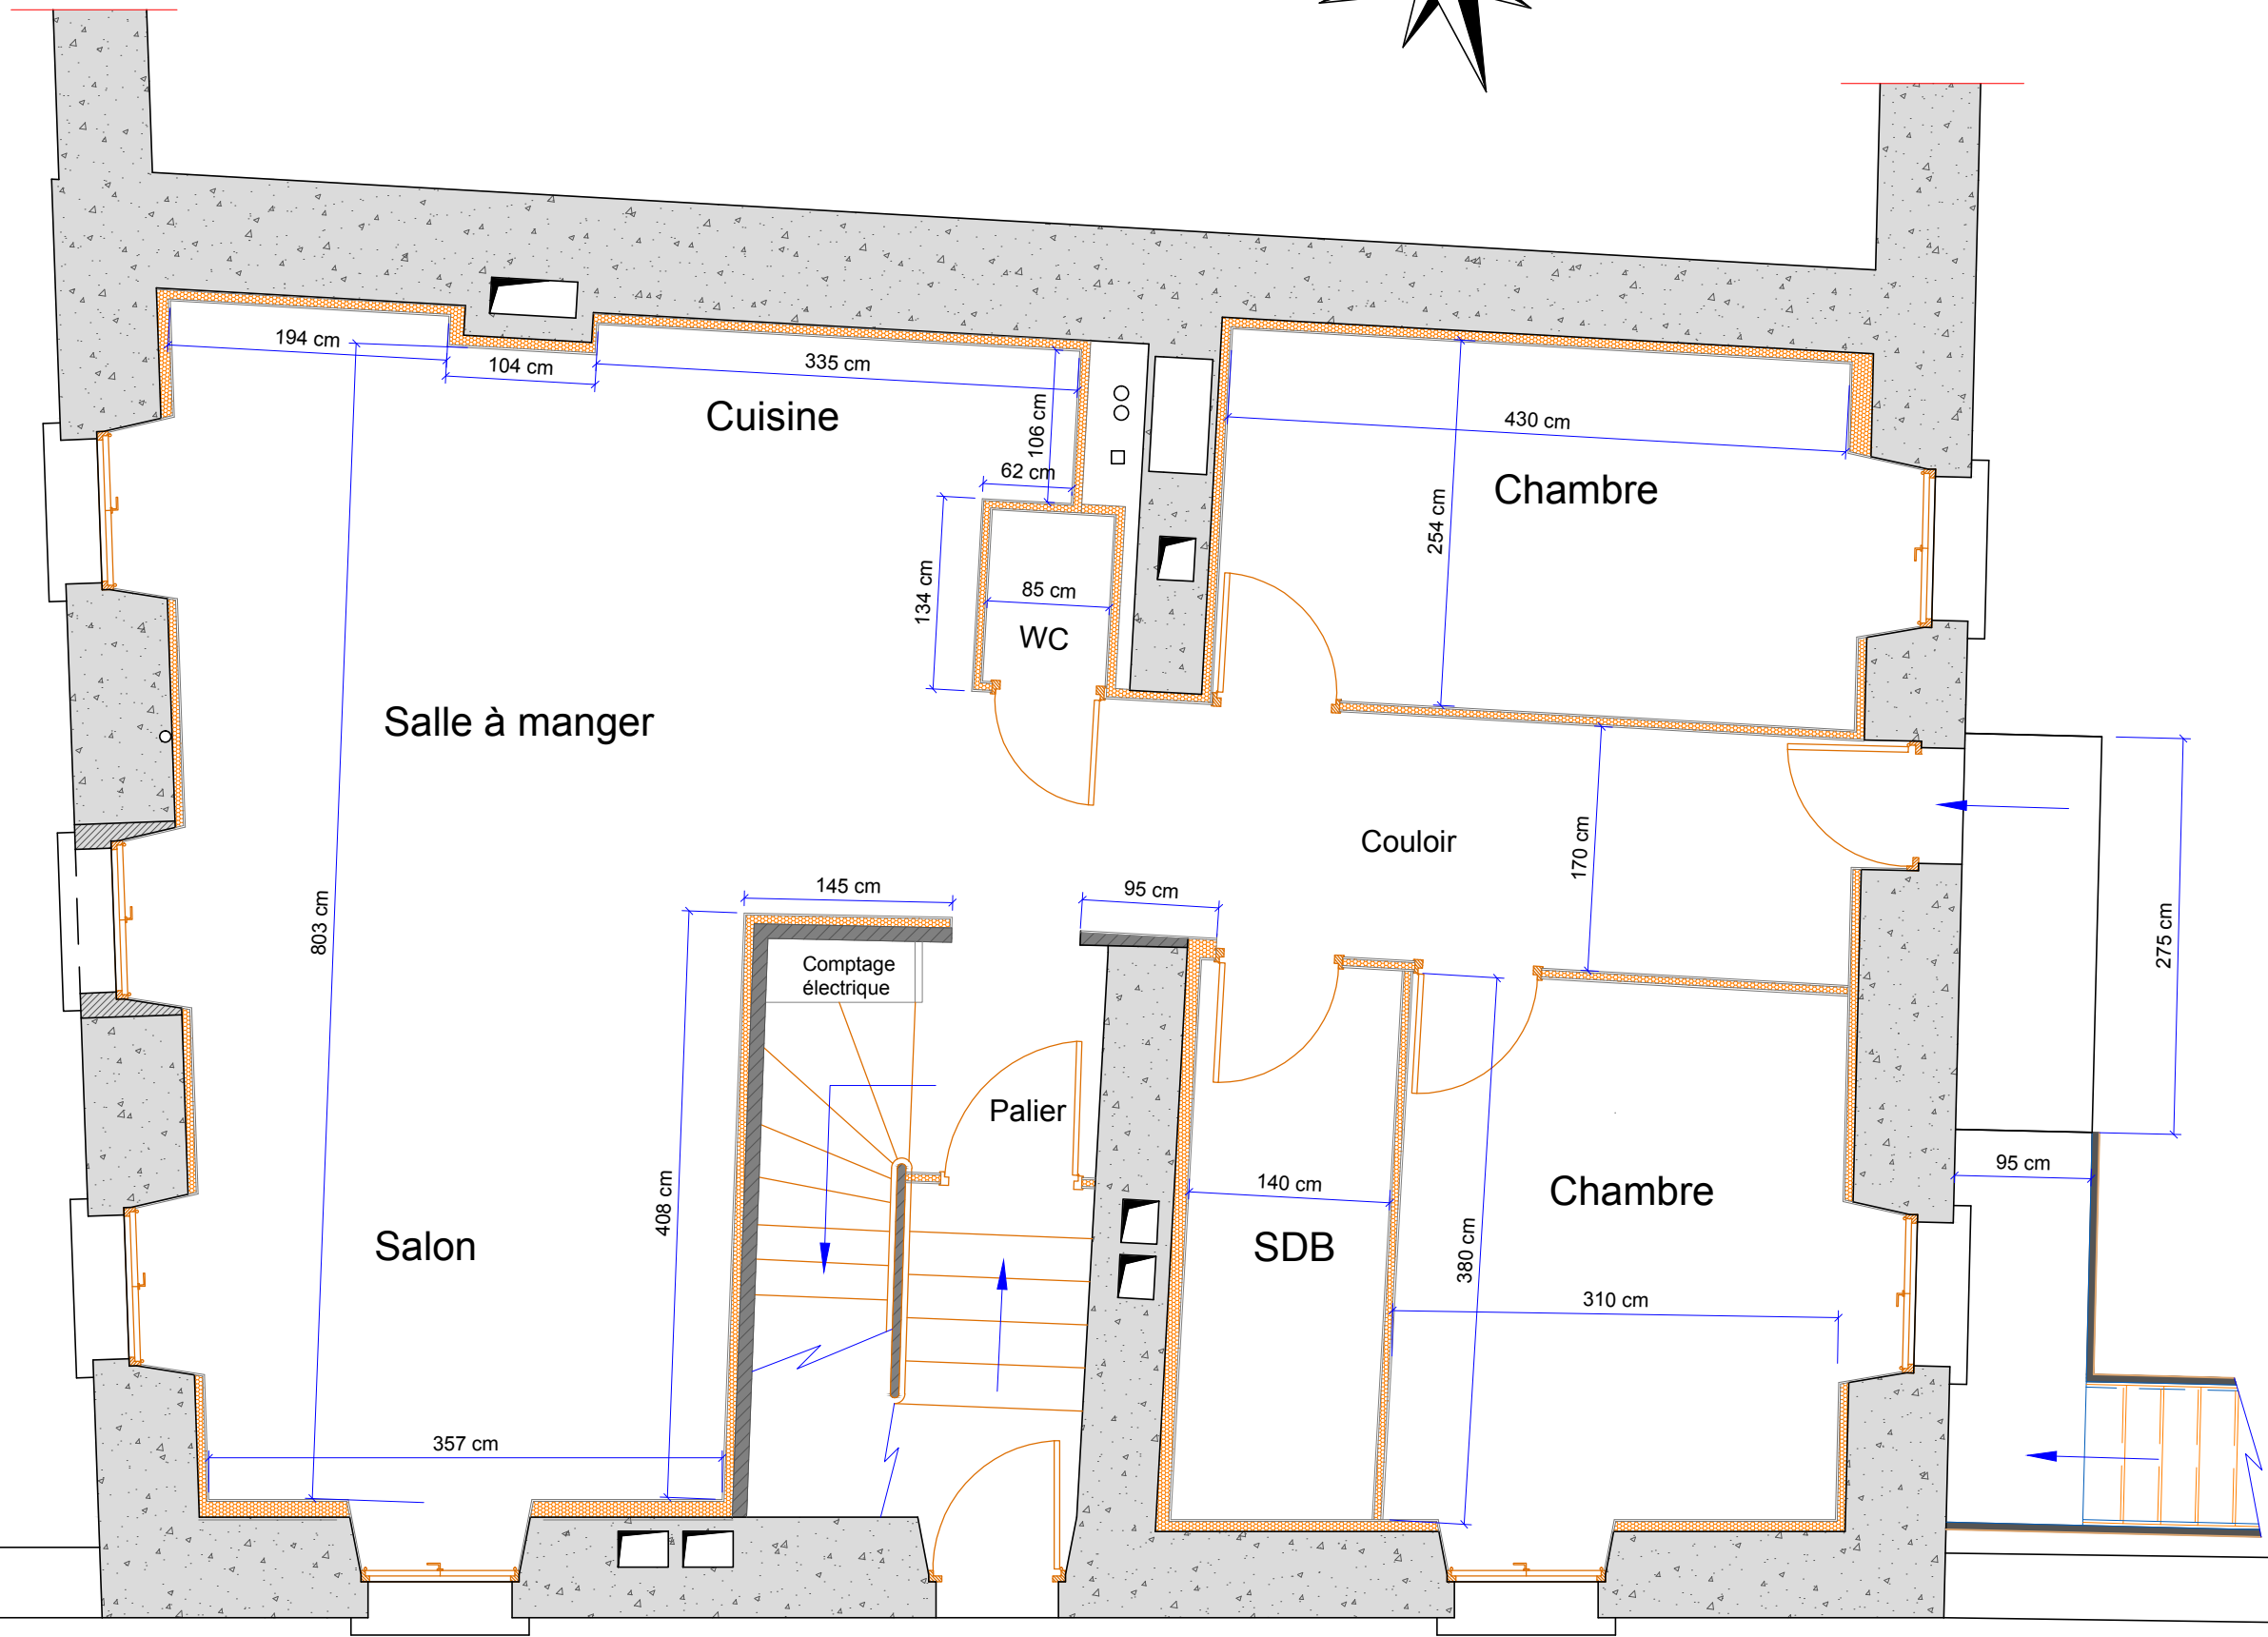 194 cm
104 cm
335 cm
Cuisine
106 cm
62 cm
430 cm
Chambre
254 cm
134 cm
85 cm
WC
Salle à manger
Couloir
170 cm
803 cm
145 cm
95 cm
275 cm
Comptage
électrique
Palier
408 cm
Salon
140 cm
SDB
Chambre
95 cm
380 cm
310 cm
357 cm